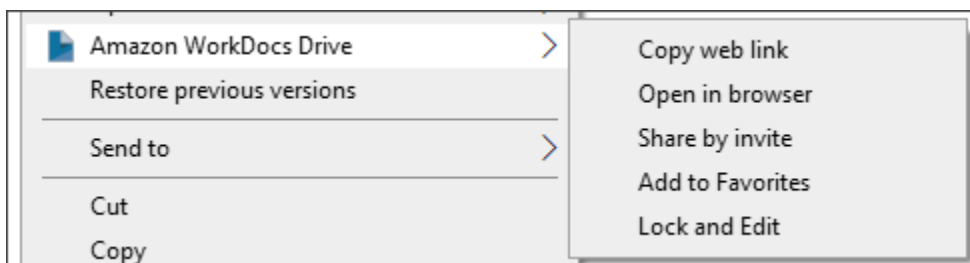 Amazon WorkDocs Drive
Restore previous versions
Send to
Cut
Copy
Copy web link
Open in browser
Share by invite
Add to Favorites
Lock and Edit